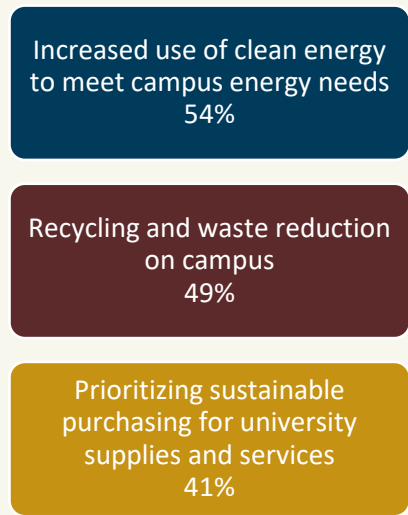 Increased use of clean energy
to meet campus energy needs
54%
Recycling and waste reduction
on campus
49%
Prioritizing sustainable
purchasing for university
supplies and services
41%